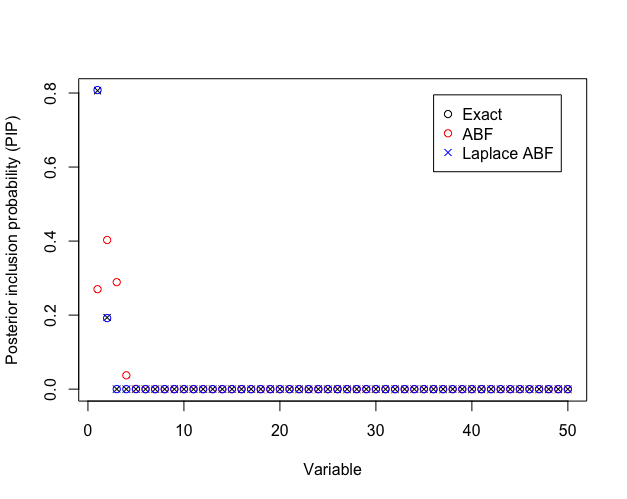 Posterior inclusion probability (PIP)
0.8
0.6
0.4
0.2
0.0
Exact
ABF
Laplace ABF
0 10 20 30 40 50
Variable